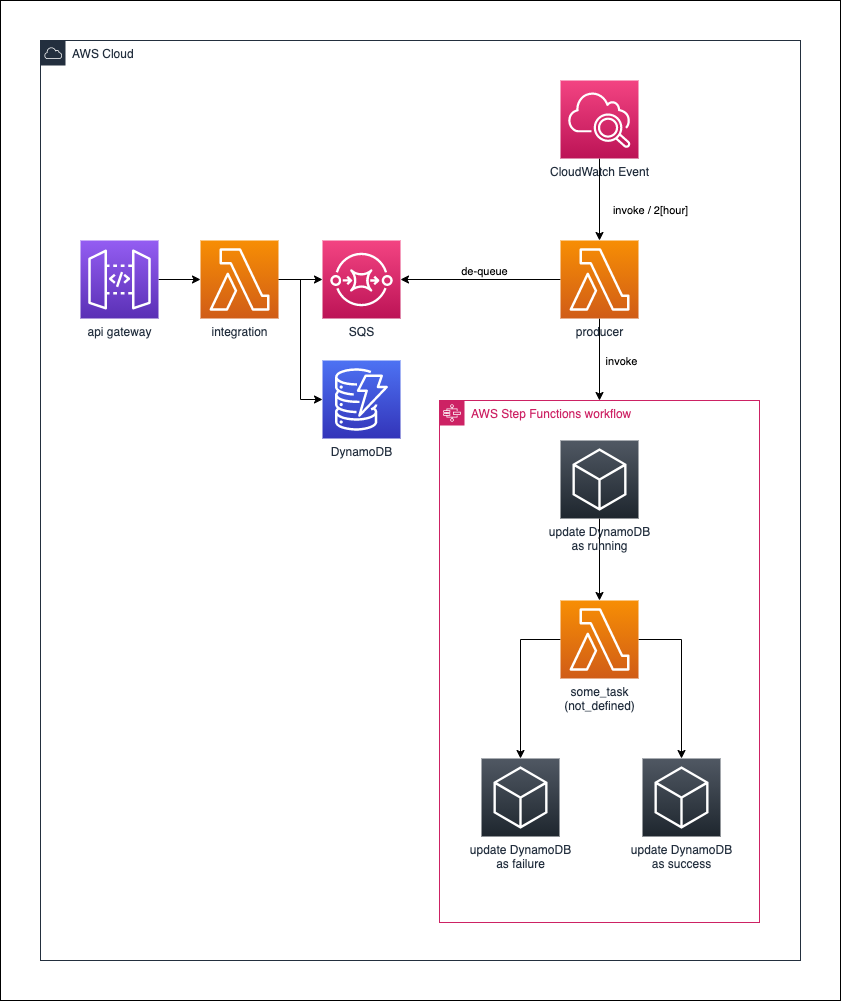 AWS Cloud
CloudWatch Event
invoke / 2[hour]
de-queue
api gateway
integration
SQS
producer
invoke
DynamoDB
AWS Step Functions workflow
update DynamoDB
as running
some_task
(not_defined)
update DynamoDB
as failure
update DynamoDB
as success